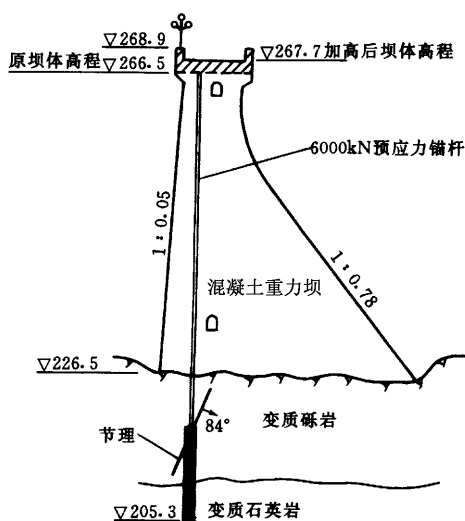 ▽268.9
▽267.7加高后坝体高程
原坝体高程▽266.5
6000kN预应力锚杆
1:0.05
1:0.78
混凝土重力坝
▽226.5
84°
变质砾岩
节理
▽205.3
变质石英岩